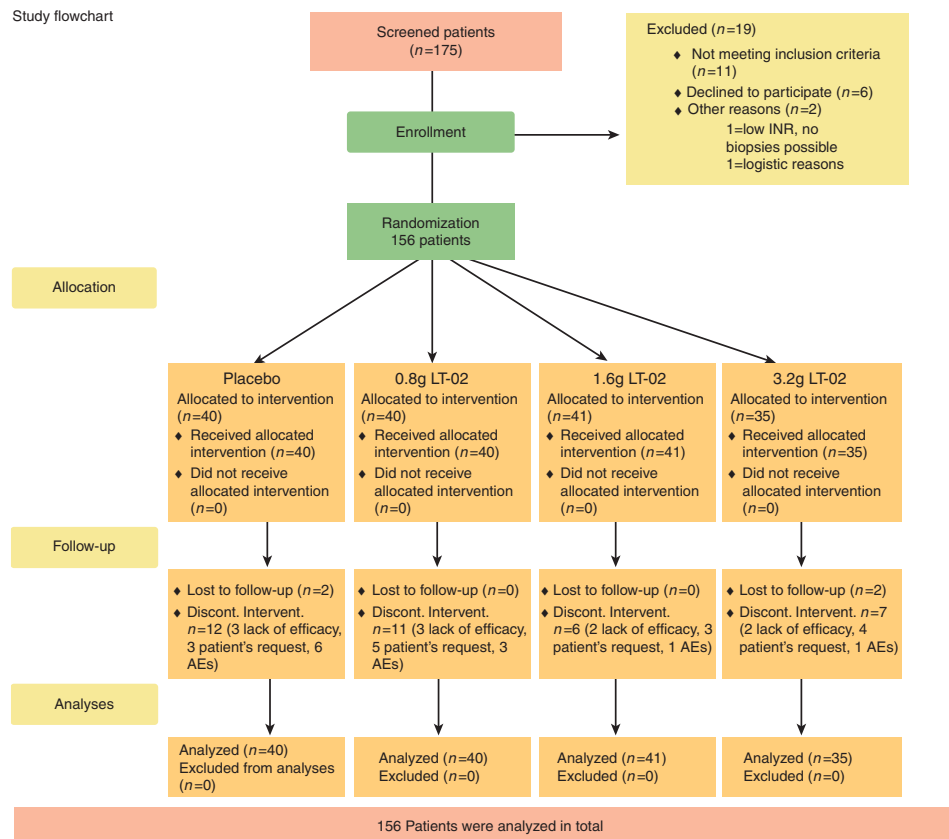 Study flowchart
Screened patients
(n=175)
Excluded (n=19)
♦ Not meeting inclusion criteria
(n=11)
♦ Declined to participate (n=6)
♦ Other reasons (n=2)
1=low INR, no
biopsies possible
1=logistic reasons
Enrollment
Randomization
156 patients
Allocation
Placebo
Allocated to intervention
(n=40)
♦ Received allocated
intervention (n=40)
♦ Did not receive
allocated intervention
(n=0)
0.8g LT-02
Allocated to intervention
(n=40)
♦ Received allocated
intervention (n=40)
♦ Did not receive
allocated intervention
(n=0)
1.6g LT-02
Allocated to intervention
(n=41)
♦ Received allocated
intervention (n=41)
♦ Did not receive
allocated intervention
(n=0)
3.2g LT-02
Allocated to intervention
(n=35)
♦ Received allocated
intervention (n=35)
♦ Did not receive
allocated intervention
(n=0)
Follow-up
♦ Lost to follow-up (n=2)
♦ Discont. Intervent.
n=12 (3 lack of efficacy,
3 patient's request, 6
AEs)
♦ Lost to follow-up (n=0)
♦ Discont. Intervent.
n=11 (3 lack of efficacy,
5 patient's request, 3
AEs)
♦ Lost to follow-up (n=0)
♦ Discont. Intervent.
n=6 (2 lack of efficacy, 3
patient's request, 1 AEs)
♦ Lost to follow-up (n=2)
♦ Discont. Intervent. n=7
(2 lack of efficacy, 4
patient's request, 1 AEs)
Analyses
Analyzed (n=40)
Excluded from analyses
(n=0)
Analyzed (n=40)
Excluded (n=0)
Analyzed (n=41)
Excluded (n=0)
Analyzed (n=35)
Excluded (n=0)
156 Patients were analyzed in total